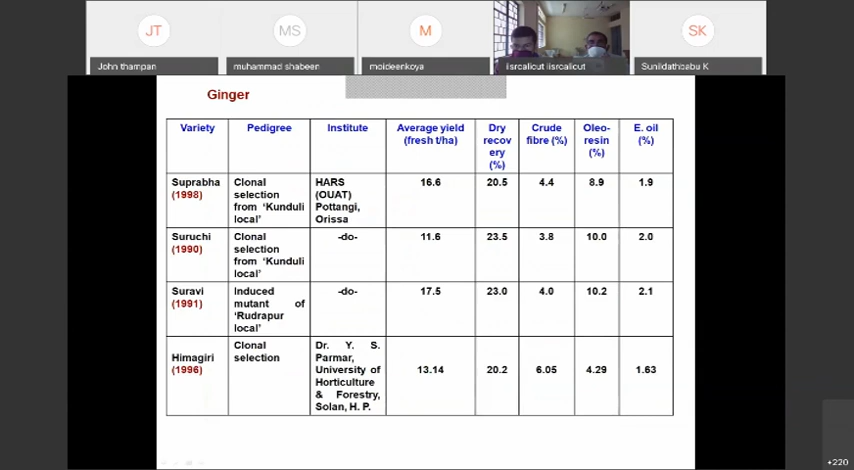 JT
MS
M
SK
John thampan
muhammad shabeen
moideenkoya
iisrcalicut iisrcalicut
Sunildathbabu K
Ginger
Variety
Pedigree
Institute
Average yield
(fresh t/ha)
Dry
recov
ery
(%)
Crude
fibre (%)
Oleo-
resin
(%)
E. oil
(%)
Suprabha
(1998)
Clonal
selection
from ‘Kunduli
local’
HARS
(OUAT)
Pottangi,
Orissa
16.6
20.5
4.4
8.9
1.9
Suruchi
(1990)
Clonal
selection
from ‘Kunduli
local’
-do-
11.6
23.5
3.8
10.0
2.0
Suravi
(1991)
Induced
mutant of
‘Rudrapur
local’
-do-
17.5
23.0
4.0
10.2
2.1
Himagiri
(1996)
Clonal
selection
Dr. Y. S.
Parmar,
University of
Horticulture
& Forestry,
Solan, H. P.
13.14
20.2
6.05
4.29
1.63
+220